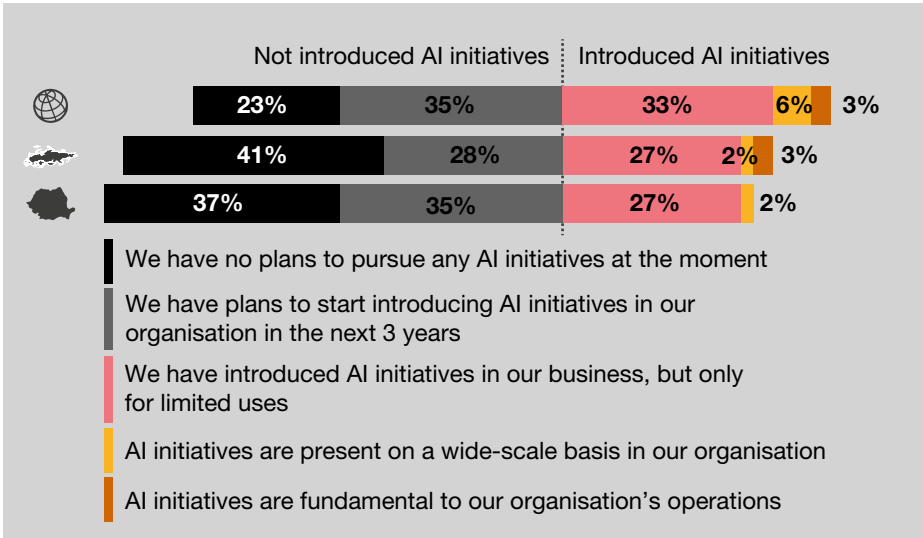 Not introduced AI initiatives Introduced AI initiatives
23% 35% 33% 6% 3%
41% 28% 27% 2% 3%
37% 35% 27% 2%
We have no plans to pursue any AI initiatives at the moment
We have plans to start introducing AI initiatives in our
organisation in the next 3 years
We have introduced AI initiatives in our business, but only
for limited uses
AI initiatives are present on a wide-scale basis in our organisation
AI initiatives are fundamental to our organisation’s operations